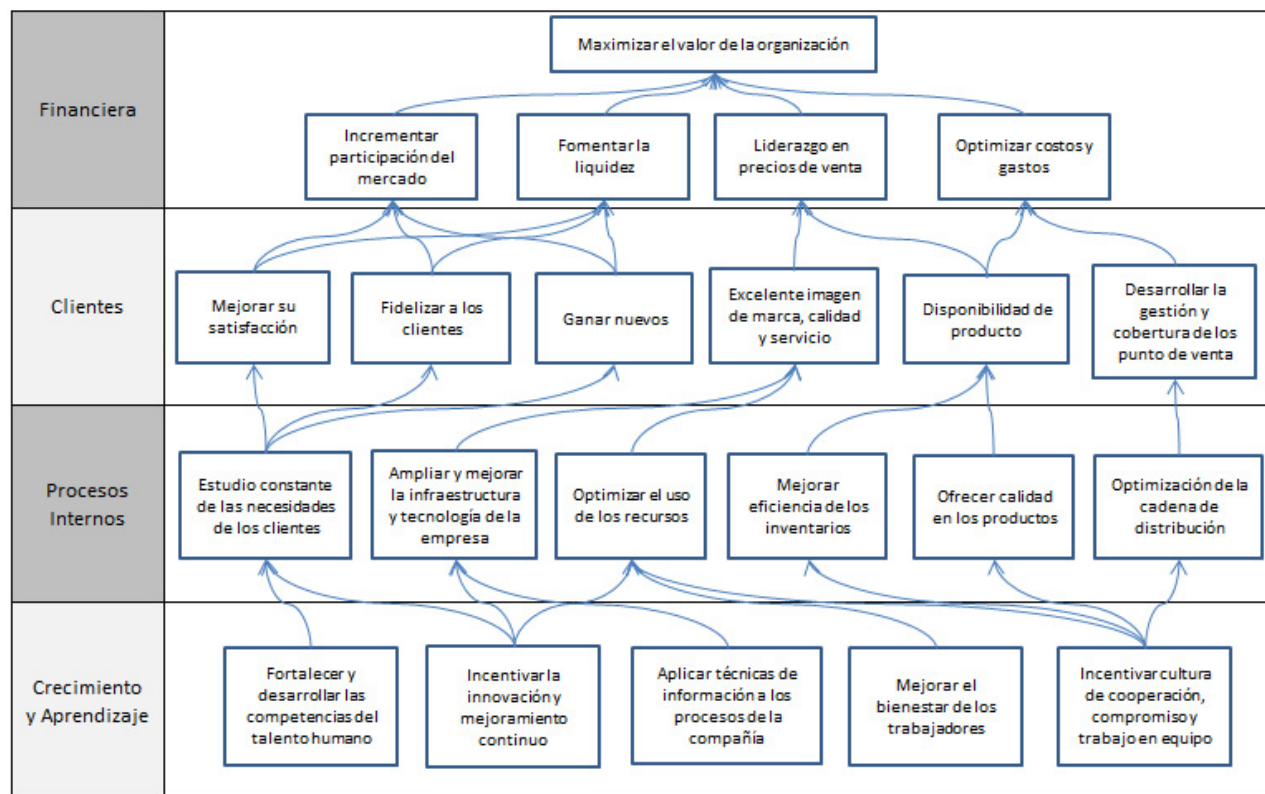 Financiera
Maximizar el valor de la organización
Incrementar
participación del
mercado
Fomentar la
liquidez
Liderazgo en
precios de venta
Optimizar costos y
gastos
Clientes
Mejorar su
satisfacción
Fidelizar a los
clientes
Ganar nuevos
Excelente imagen
de marca, calidad
y servicio
Disponibilidad de
producto
Desarrollar la
gestión y
cobertura de los
punto de venta
Procesos
Internos
Estudio constante
de las necesidades
de los clientes
Ampliar y mejorar
la infraestructura
y tecnología de la
empresa
Optimizar el uso
de los recursos
Mejorar
eficiencia de los
inventarios
Ofrecer calidad
en los productos
Optimización de la
cadena de
distribución
Crecimiento
y Aprendizaje
Fortalecer y
desarrollar las
competencias del
talento humano
Incentivar la
innovación y
mejoramiento
continuo
Aplicar técnicas de
información a los
procesos de la
compañía
Mejorar el
bienestar de los
trabajadores
Incentivar cultura
de cooperación,
compromiso y
trabajo en equipo